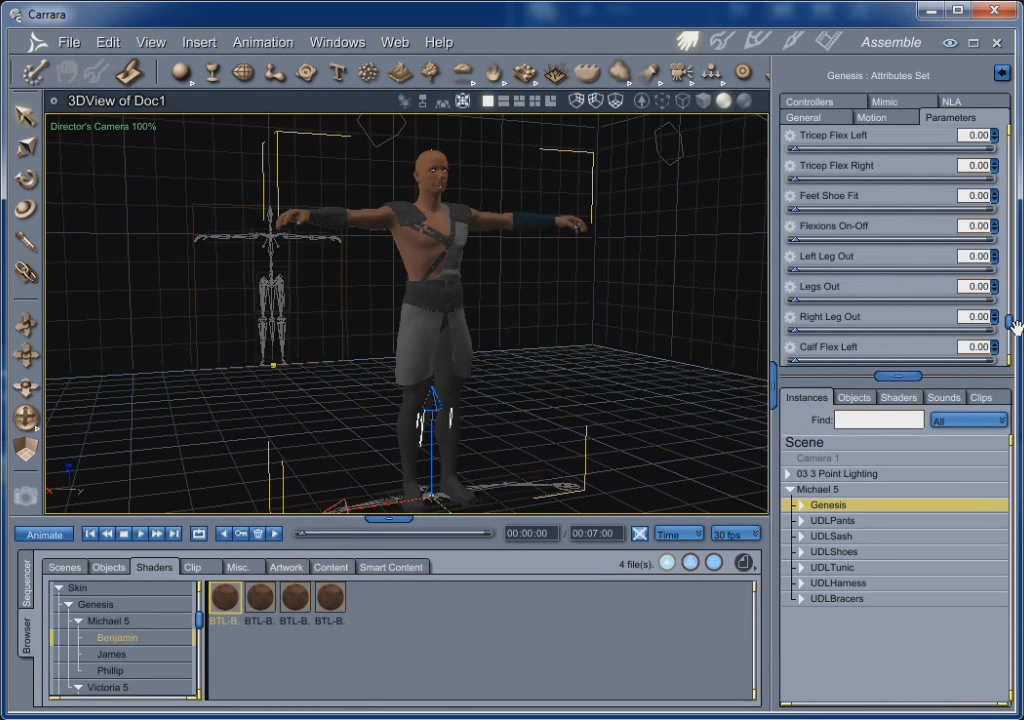 Carrara
File Edit View Insert Animation Windows Web Help
Assemble
3DView of Doc1
Director's Camera 100%
Genesis : Attributes Set
Controllers Mimic NLA
General Motion Parameters
Tricep Flex Left 0.00
Tricep Flex Right 0.00
Feet Shoe Fit 0.00
Flexions On-Off 0.00
Left Leg Out 0.00
Legs Out 0.00
Right Leg Out 0.00
Calf Flex Left 0.00
Instances Objects Shaders Sounds Clips
Find: All
Scene
Camera 1
03 3 Point Lighting
Michael 5
Genesis
UDLPants
UDLSash
UDLShoes
UDLTunic
UDLHarness
UDLBracers
Animate 00:00:00 / 00:07:00 Time 30 fps
Sequencer
Browser
Scenes Objects Shaders Clip Misc. Artwork Content Smart Content 4 file(s).
Skin
Genesis
Michael 5
Benjamin
James
Phillip
Victoria 5
BTL-B. BTL-B. BTL-B. BTL-B.